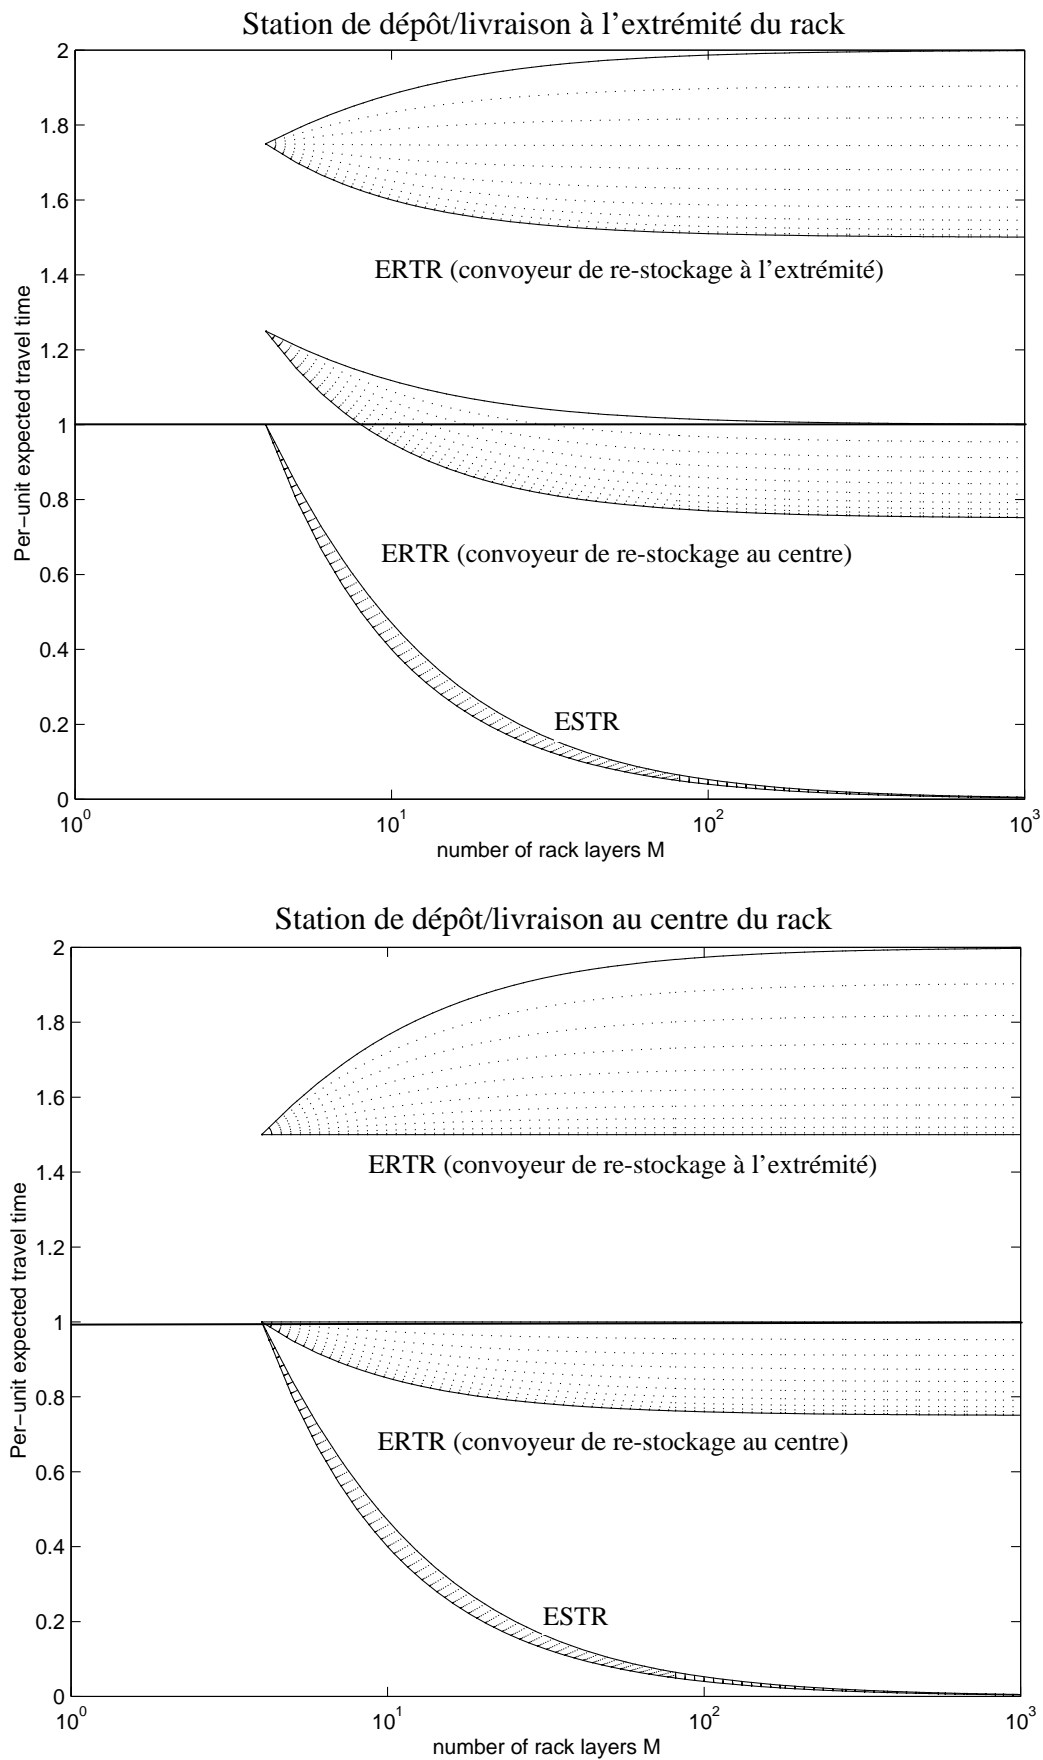 Station de dépôt/livraison à l’extrémité du rack
2
1.8
1.6
1.4
1.2
1
0.8
0.6
0.4
0.2
0
Per−unit expected travel time
ERTR (convoyeur de re-stockage à l’extrémité)
ERTR (convoyeur de re-stockage au centre)
ESTR
10^0 10^1 10^2 10^3
number of rack layers M
Station de dépôt/livraison au centre du rack
2
1.8
1.6
1.4
1.2
1
0.8
0.6
0.4
0.2
0
Per−unit expected travel time
ERTR (convoyeur de re-stockage à l’extrémité)
ERTR (convoyeur de re-stockage au centre)
ESTR
10^0 10^1 10^2 10^3
number of rack layers M